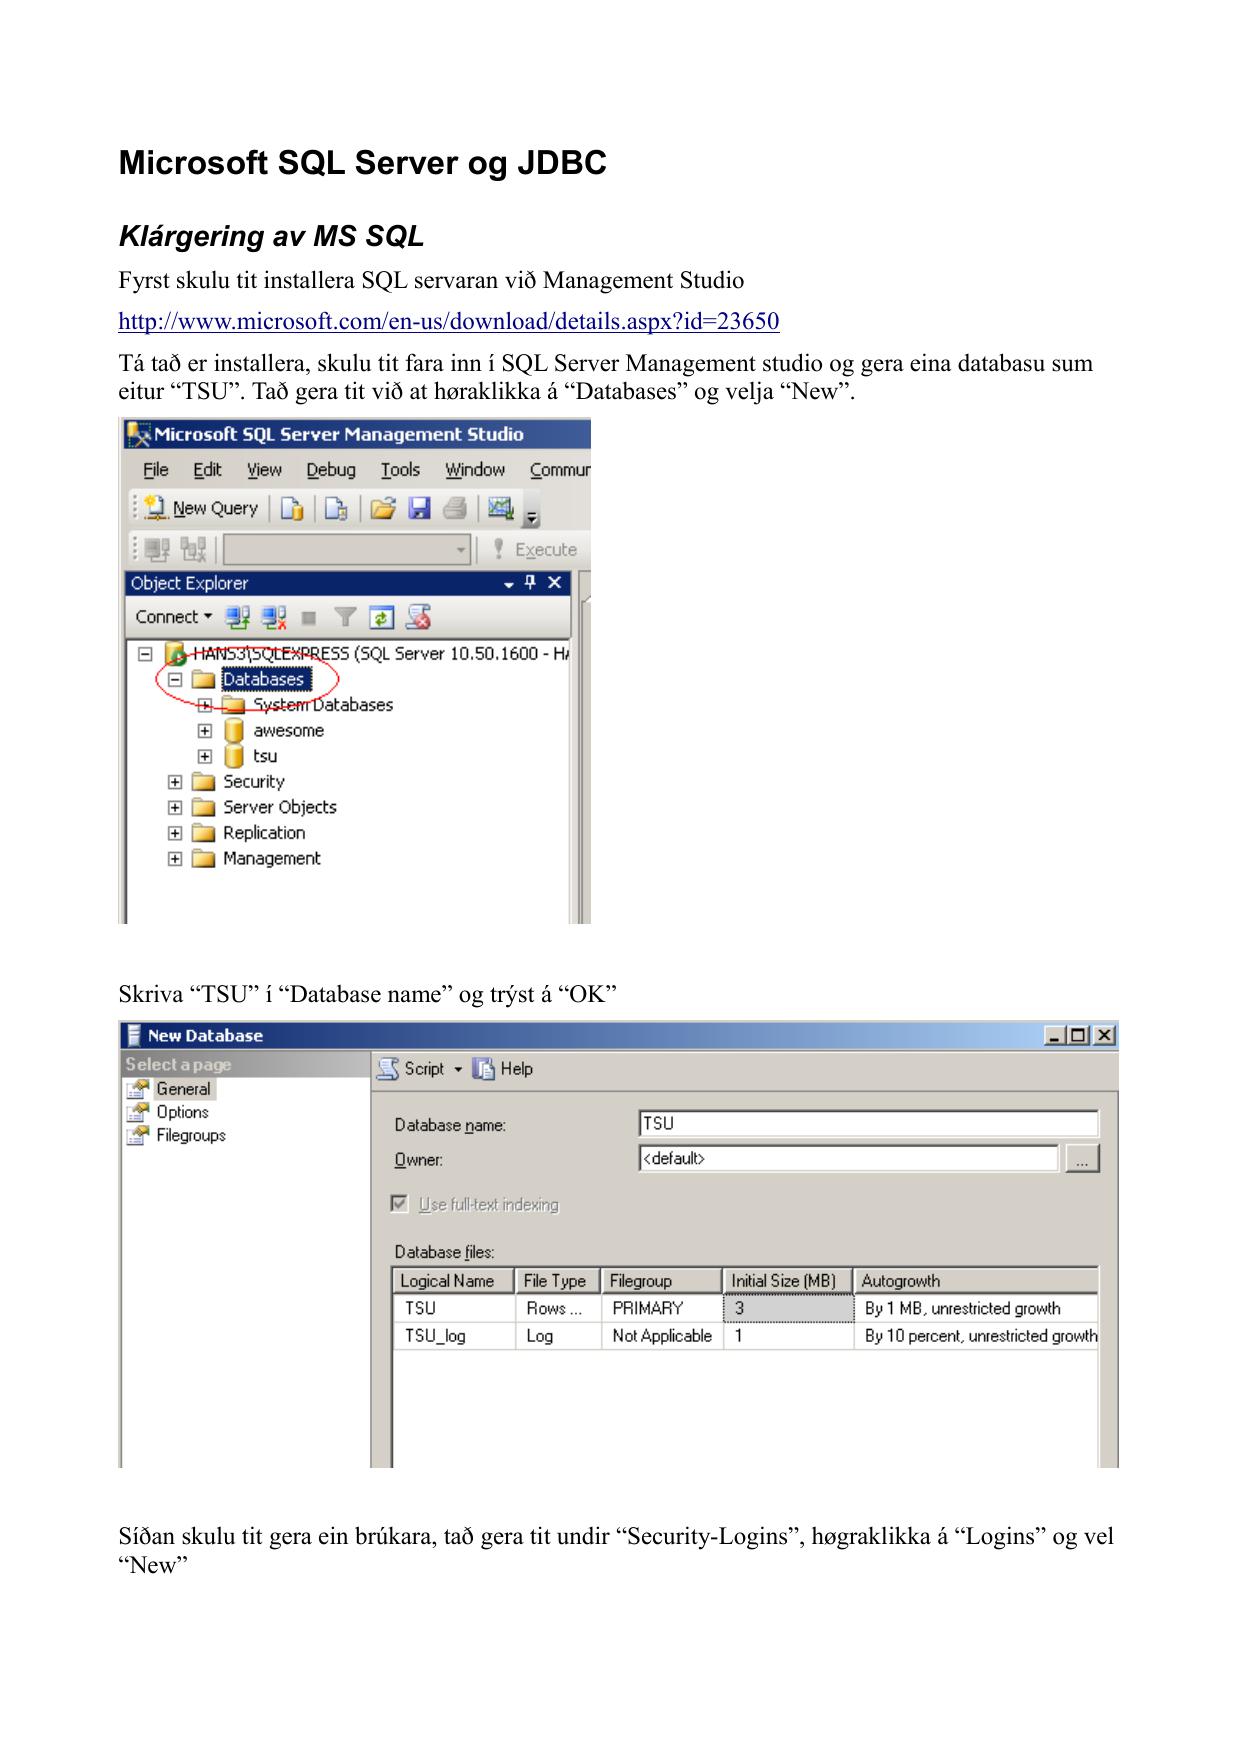 Microsoft SQL Server og JDBC
Klárgering av MS SQL
Fyrst skulu tit installera SQL servaran við Management Studio
http://www.microsoft.com/en-us/download/details.aspx?id=23650
Tá tað er installera, skulu tit fara inn í SQL Server Management studio og gera eina databasu sum
eitur “TSU”. Tað gera tit við at høraklikka á “Databases” og velja “New”.
Microsoft SQL Server Management Studio
File Edit View Debug Tools Window Commun
New Query
Execute
Object Explorer
Connect
HANS3\SQLEXPRESS (SQL Server 10.50.1600 - HA
Databases
System Databases
awesome
tsu
Security
Server Objects
Replication
Management
Skriva “TSU” í “Database name” og trýst á “OK”
New Database
Select a page
General
Options
Filegroups
Script Help
Database name: TSU
Owner: <default> ...
Use full-text indexing
Database files:
Logical Name File Type Filegroup Initial Size (MB) Autogrowth
TSU Rows ... PRIMARY 3 By 1 MB, unrestricted growth
TSU_log Log Not Applicable 1 By 10 percent, unrestricted growth
Síðan skulu tit gera ein brúkara, tað gera tit undir “Security-Logins”, høgraklikka á “Logins” og vel
“New”